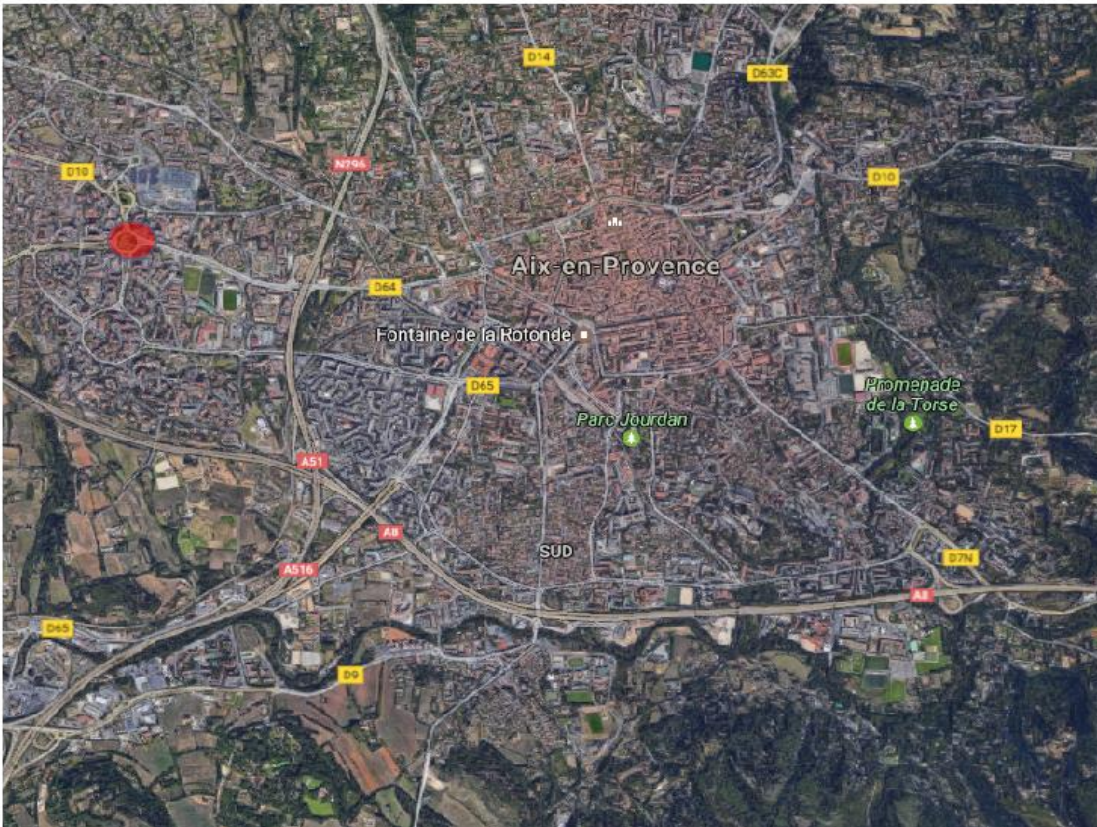 D14
D63C
N296
D10
D10
Aix-en-Provence
D64
Fontaine de la Rotonde
D65
Promenade
de la Torse
Parc Jourdan
D17
A51
A8
SUD
D7N
A516
A8
D65
D9